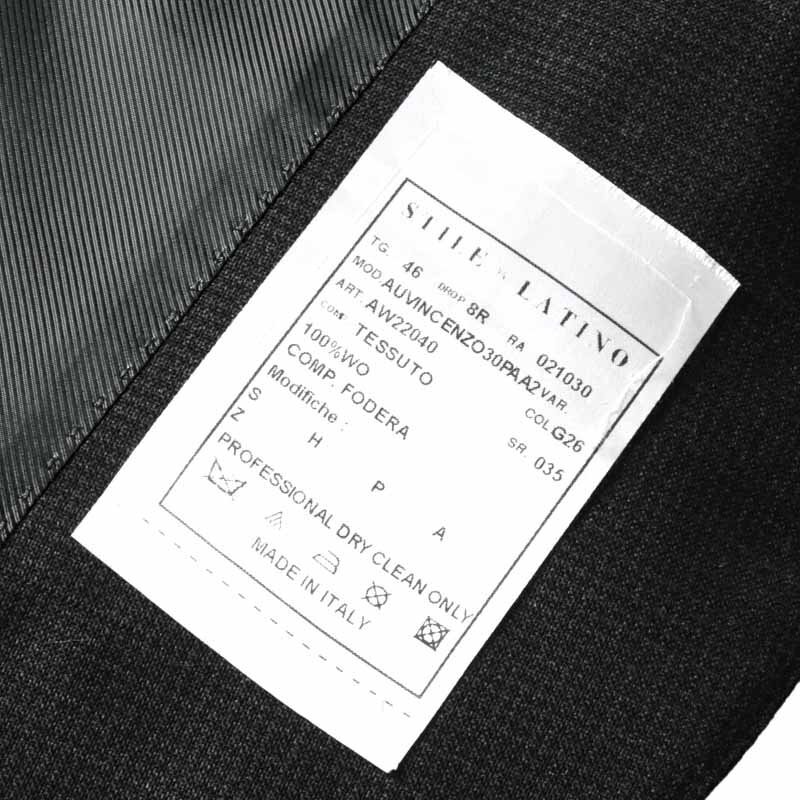 STILE LATINO
TG. 46 DROP 8R RA 021030
MOD. AUVINCENZO30PAA2 VAR.
ART. AW22040 COL G26
COMP. TESSUTO SR. 035
100%WO
COMP. FODERA
Modifiche :
S H P A
Z
PROFESSIONAL DRY CLEAN ONLY
MADE IN ITALY